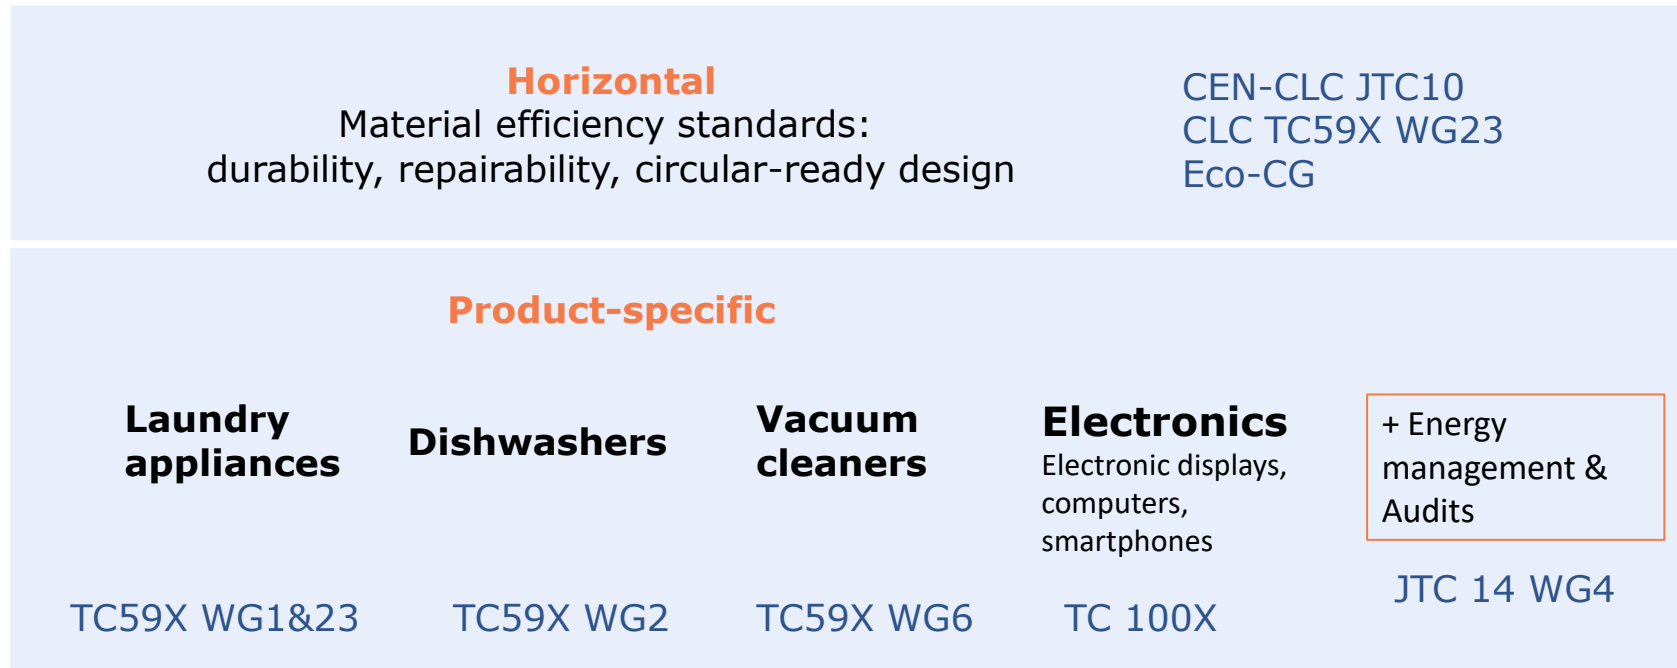 Horizontal
Material efficiency standards:
durability, repairability, circular-ready design
CEN-CLC JTC10
CLC TC59X WG23
Eco-CG
Product-specific
Laundry
appliances
TC59X WG1&23
Dishwashers
TC59X WG2
Vacuum
cleaners
TC59X WG6
Electronics
Electronic displays,
computers,
smartphones
TC 100X
+ Energy
management &
Audits
JTC 14 WG4